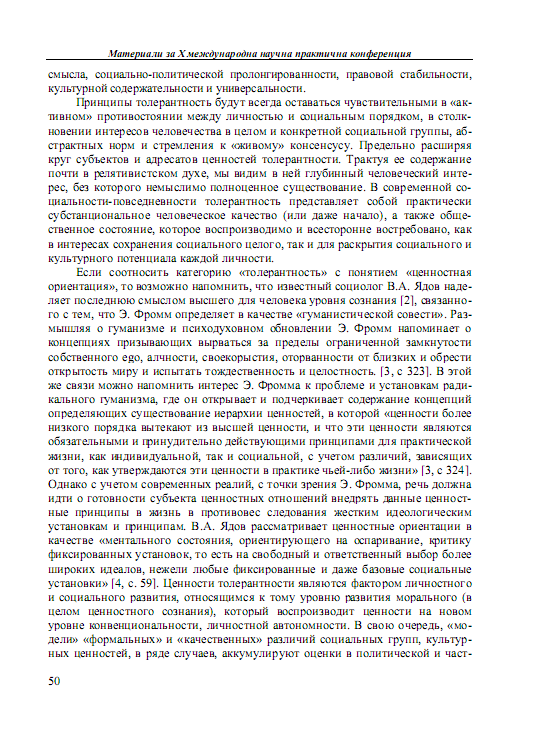 Материали за X международна научна практична конференция
смысла, социально-политической пролонгированности, правовой стабильности,
культурной содержательности и универсальности.
Принципы толерантность будут всегда оставаться чувствительными в «ак-
тивном» противостоянии между личностью и социальным порядком, в столк-
новении интересов человечества в целом и конкретной социальной группы, аб-
страктных норм и стремления к «живому» консенсусу. Предельно расширяя
круг субъектов и адресатов ценностей толерантности. Трактуя ее содержание
почти в релятивистском духе, мы видим в ней глубинный человеческий инте-
рес, без которого немыслимо полноценное существование. В современной со-
циальности-повседневности толерантность представляет собой практически
субстанциональное человеческое качество (или даже начало), а также обще-
ственное состояние, которое воспроизводимо и всесторонне востребовано, как
в интересах сохранения социального целого, так и для раскрытия социального и
культурного потенциала каждой личности.
Если соотносить категорию «толерантность» с понятием «ценностная
ориентация», то возможно напомнить, что известный социолог В.А. Ядов наде-
ляет последнюю смыслом высшего для человека уровня сознания [2], связанно-
го с тем, что Э. Фромм определяет в качестве «гуманистической совести». Раз-
мышляя о гуманизме и психодуховном обновлении Э. Фромм напоминает о
концепциях призывающих вырваться за пределы ограниченной замкнутости
собственного ego, алчности, своекорыстия, оторванности от близких и обрести
открытость миру и испытать тождественность и целостность. [3, с 323]. В этой
же связи можно напомнить интерес Э. Фромма к проблеме и установкам ради-
кального гуманизма, где он открывает и подчеркивает содержание концепций
определяющих существование иерархии ценностей, в которой «ценности более
низкого порядка вытекают из высшей ценности, и что эти ценности являются
обязательными и принудительно действующими принципами для практической
жизни, как индивидуальной, так и социальной, с учетом различий, зависящих
от того, как утверждаются эти ценности в практике чьей-либо жизни» [3, с 324].
Однако с учетом современных реалий, с точки зрения Э. Фромма, речь должна
идти о готовности субъекта ценностных отношений внедрять данные ценност-
ные принципы в жизнь в противовес следования жестким идеологическим
установкам и принципам. В.А. Ядов рассматривает ценностные ориентации в
качестве «ментального состояния, ориентирующего на оспаривание, критику
фиксированных установок, то есть на свободный и ответственный выбор более
широких идеалов, нежели любые фиксированные и даже базовые социальные
установки» [4, с. 59]. Ценности толерантности являются фактором личностного
и социального развития, относящимся к тому уровню развития морального (в
целом ценностного сознания), который воспроизводит ценности на новом
уровне конвенциональности, личностной автономности. В свою очередь, «мо-
дели» «формальных» и «качественных» различий социальных групп, культур-
ных ценностей, в ряде случаев, аккумулируют оценки в политической и част-
50